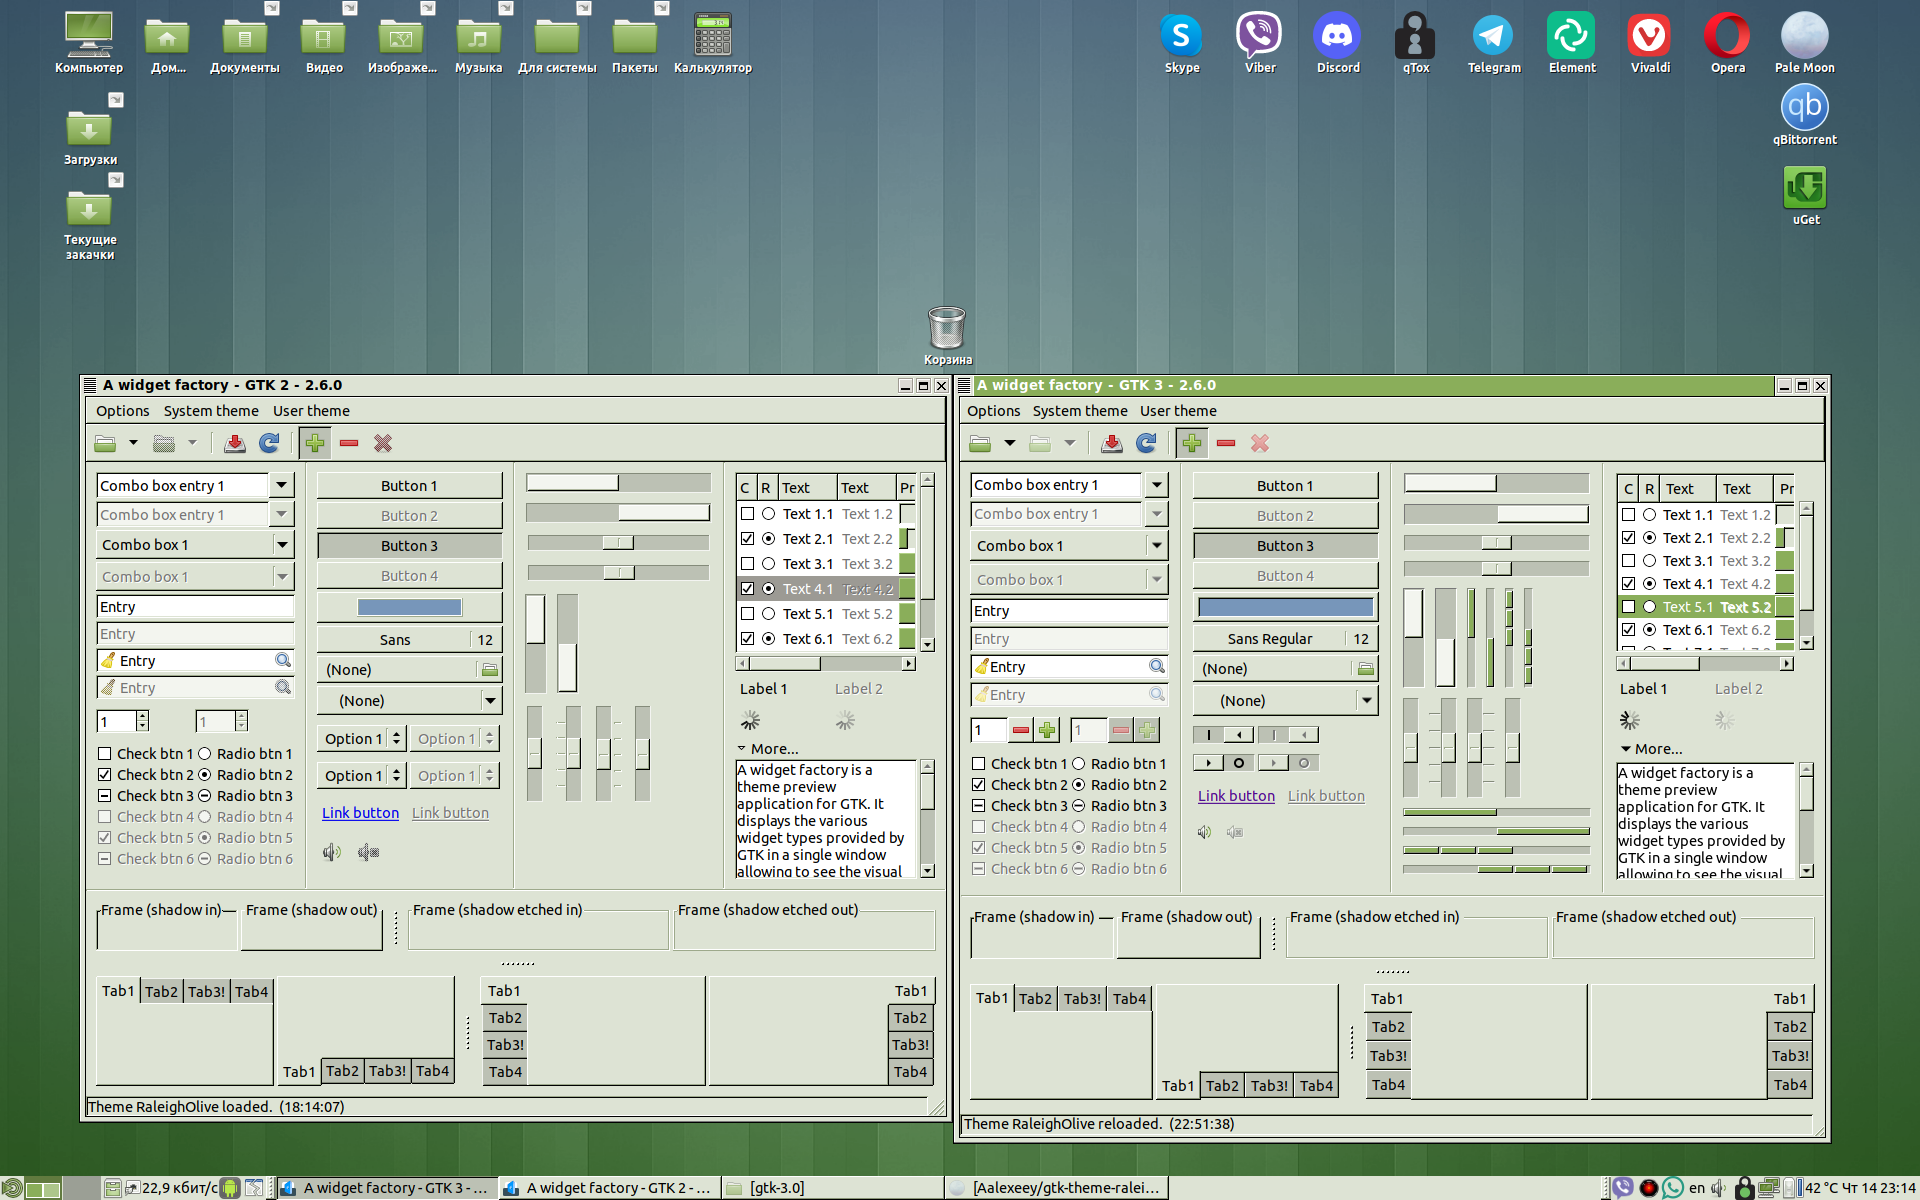 Компьютер
Дом...
Документы
Видео
Изображе...
Музыка
Для системы
Пакеты
Калькулятор
Skype
Viber
Discord
qTox
Telegram
Element
Vivaldi
Opera
Pale Moon
Загрузки
qb
qBittorrent
Текущие
закачки
uGet
Корзина
A widget factory - GTK 2 - 2.6.0
Options System theme User theme
Combo box entry 1
Combo box entry 1
Combo box 1
Combo box 1
Entry
Entry
Entry
Entry
1
1
Check btn 1 Radio btn 1
Check btn 2 Radio btn 2
Check btn 3 Radio btn 3
Check btn 4 Radio btn 4
Check btn 5 Radio btn 5
Check btn 6 Radio btn 6
Button 1
Button 2
Button 3
Button 4
Sans 12
(None)
(None)
Option 1 Option 1
Option 1 Option 1
Link button Link button
C R Text Text Pr
Text 1.1 Text 1.2
Text 2.1 Text 2.2
Text 3.1 Text 3.2
Text 4.1 Text 4.2
Text 5.1 Text 5.2
Text 6.1 Text 6.2
Label 1 Label 2
More...
A widget factory is a
theme preview
application for GTK. It
displays the various
widget types provided by
GTK in a single window
allowing to see the visual
Frame (shadow in) Frame (shadow out) Frame (shadow etched in) Frame (shadow etched out)
Tab1 Tab2 Tab3! Tab4
Tab1 Tab2 Tab3! Tab4
Tab1
Tab2
Tab3!
Tab4
Tab1
Tab2
Tab3!
Tab4
Theme RaleighOlive loaded. (18:14:07)
A widget factory - GTK 3 - 2.6.0
Options System theme User theme
Combo box entry 1
Combo box entry 1
Combo box 1
Combo box 1
Entry
Entry
Entry
Entry
1
1
Check btn 1 Radio btn 1
Check btn 2 Radio btn 2
Check btn 3 Radio btn 3
Check btn 4 Radio btn 4
Check btn 5 Radio btn 5
Check btn 6 Radio btn 6
Button 1
Button 2
Button 3
Button 4
Sans Regular 12
(None)
(None)
Link button Link button
C R Text Text Pr
Text 1.1 Text 1.2
Text 2.1 Text 2.2
Text 3.1 Text 3.2
Text 4.1 Text 4.2
Text 5.1 Text 5.2
Text 6.1 Text 6.2
Label 1 Label 2
More...
A widget factory is a
theme preview
application for GTK. It
displays the various
widget types provided by
GTK in a single window
allowing to see the visual
Frame (shadow in) Frame (shadow out) Frame (shadow etched in) Frame (shadow etched out)
Tab1 Tab2 Tab3! Tab4
Tab1 Tab2 Tab3! Tab4
Tab1
Tab2
Tab3!
Tab4
Tab1
Tab2
Tab3!
Tab4
Theme RaleighOlive reloaded. (22:51:38)
22,9 кбит/с
A widget factory - GTK 3 - ...
A widget factory - GTK 2 - ...
[gtk-3.0]
[Aalexeey/gtk-theme-ralei...
en
42 °C Чт 14 23:14